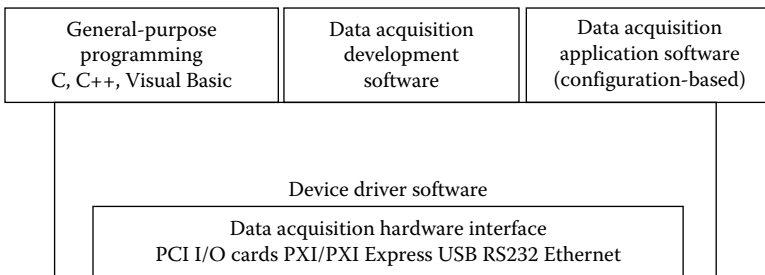 General-purpose
programming
C, C++, Visual Basic
Data acquisition
development
software
Data acquisition
application software
(configuration-based)
Device driver software
Data acquisition hardware interface
PCI I/O cards PXI/PXI Express USB RS232 Ethernet